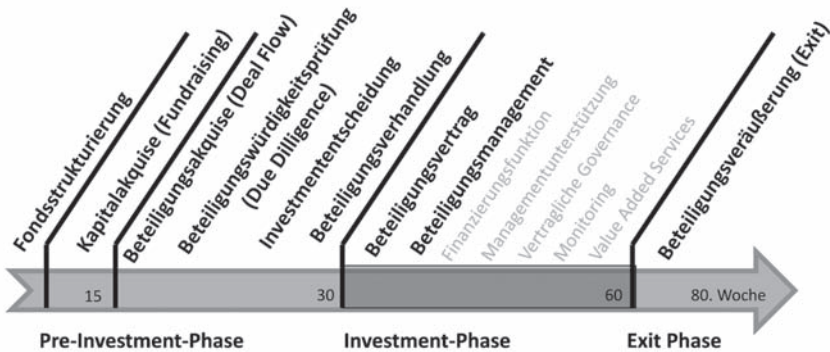 Fondsstrukturierung
Kapitalakquise (Fundraising)
Beteiligungsakquise (Deal Flow)
Beteiligungswürdigkeitsprüfung
(Due Dilligence)
Investmententscheidung
Beteiligungsverhandlung
Beteiligungsvertrag
Beteiligungsmanagement
Finanzierungsfunktion
Managementunterstützung
Vertragliche Governance
Monitoring
Value Added Services
Beteiligungsveräußerung (Exit)
15 30 60 80. Woche
Pre-Investment-Phase Investment-Phase Exit Phase